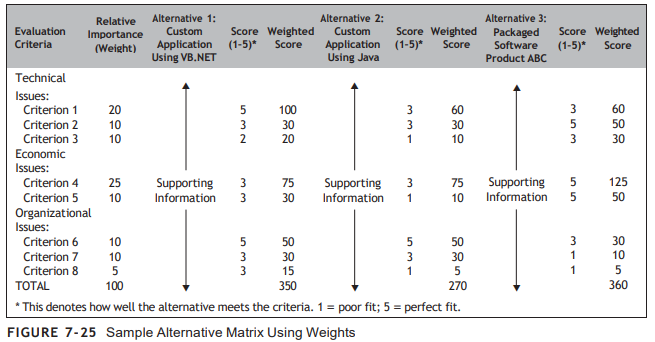 Evaluation Criteria | Relative Importance (Weight) | Alternative 1: Custom Application Using VB.NET | Score (1-5)* | Weighted Score | Alternative 2: Custom Application Using Java | Score (1-5)* | Weighted Score | Alternative 3: Packaged Software Product ABC | Score (1-5)* | Weighted Score
Technical
Issues:
Criterion 1 20 5 100 3 60 3 60
Criterion 2 10 3 30 3 30 5 50
Criterion 3 10 2 20 1 10 3 30
Economic
Issues:
Criterion 4 25 Supporting 3 75 Supporting 3 75 Supporting 5 125
Criterion 5 10 Information 3 30 Information 1 10 Information 5 50
Organizational
Issues:
Criterion 6 10 5 50 5 50 3 30
Criterion 7 10 3 30 3 30 1 10
Criterion 8 5 3 15 1 5 1 5
TOTAL 100 350 270 360
* This denotes how well the alternative meets the criteria. 1 = poor fit; 5 = perfect fit.
FIGURE 7-25 Sample Alternative Matrix Using Weights